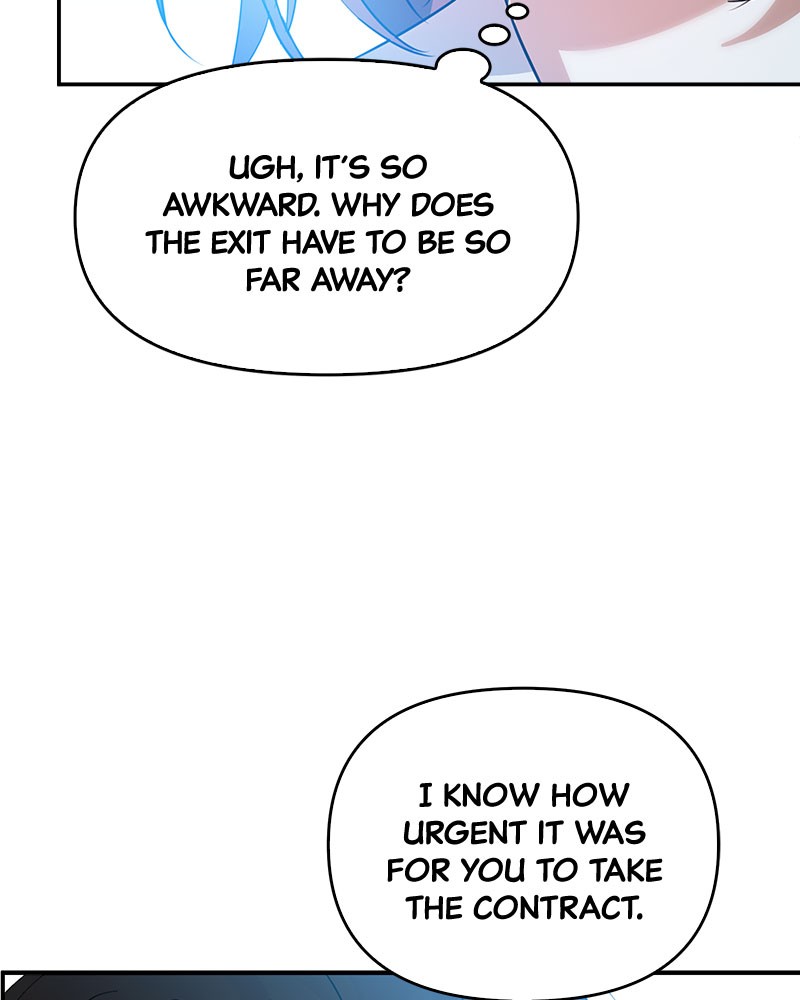 UGH, IT'S SO
AWKWARD. WHY DOES
THE EXIT HAVE TO BE SO
FAR AWAY?
I KNOW HOW
URGENT IT WAS
FOR YOU TO TAKE
THE CONTRACT.